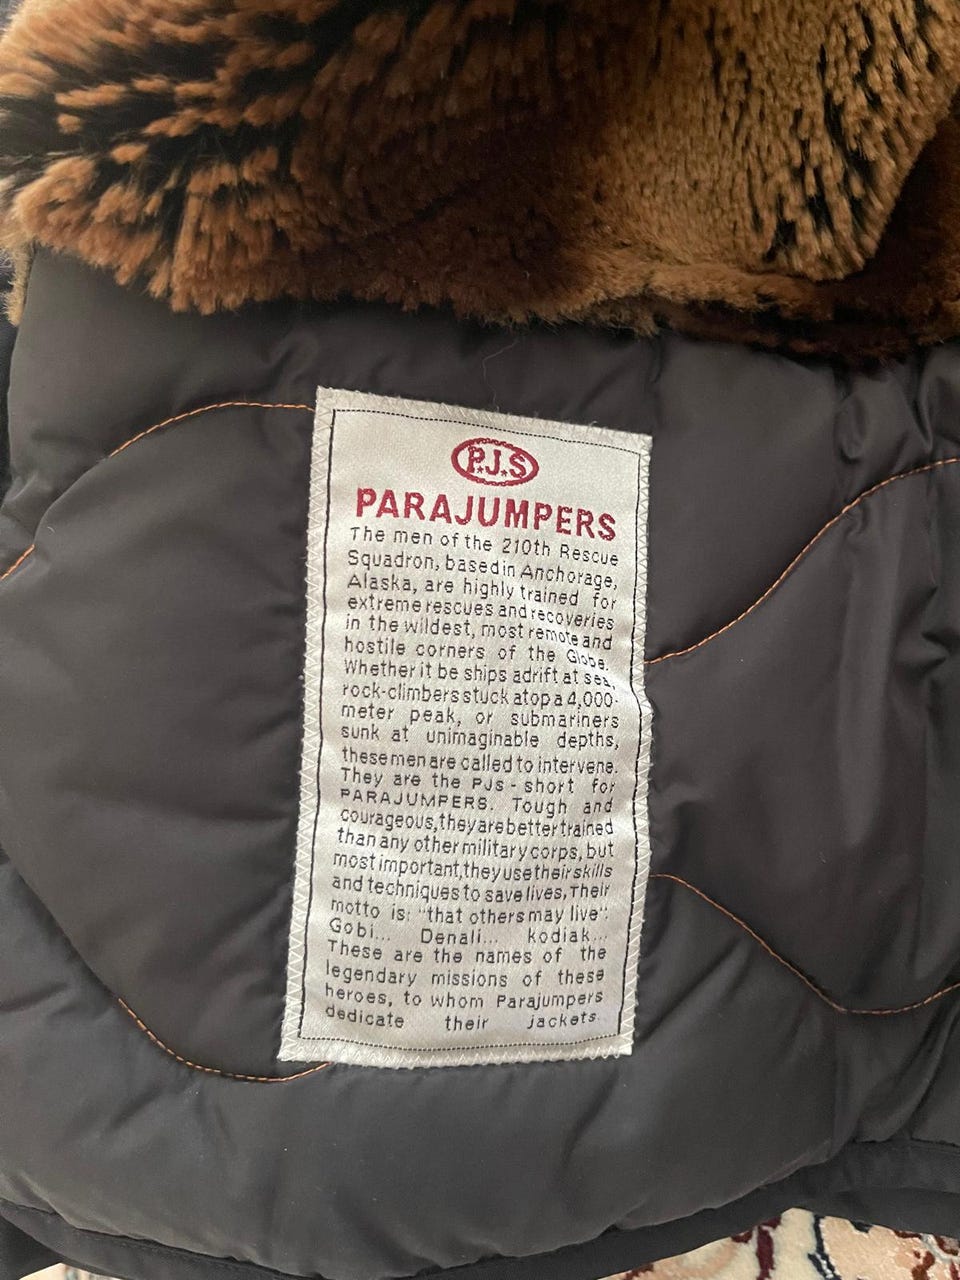 P.J.S
PARAJUMPERS
The men of the 210th Rescue
Squadron, based in Anchorage,
Alaska, are highly trained for
extreme rescues and recoveries
in the wildest, most remote and
hostile corners of the Globe.
Whether it be ships adrift at sea,
rock-climbers stuck atop a 4,000-
meter peak, or submariners
sunk at unimaginable depths,
these men are called to intervene.
They are the PJs - short for
PARAJUMPERS. Tough and
courageous, they are better trained
than any other military corps, but
most important, they use their skills
and techniques to save lives, Their
motto is: "that others may live":
Gobi... Denali... kodiak...
These are the names of the
legendary missions of these
heroes, to whom Parajumpers
dedicate their jackets.